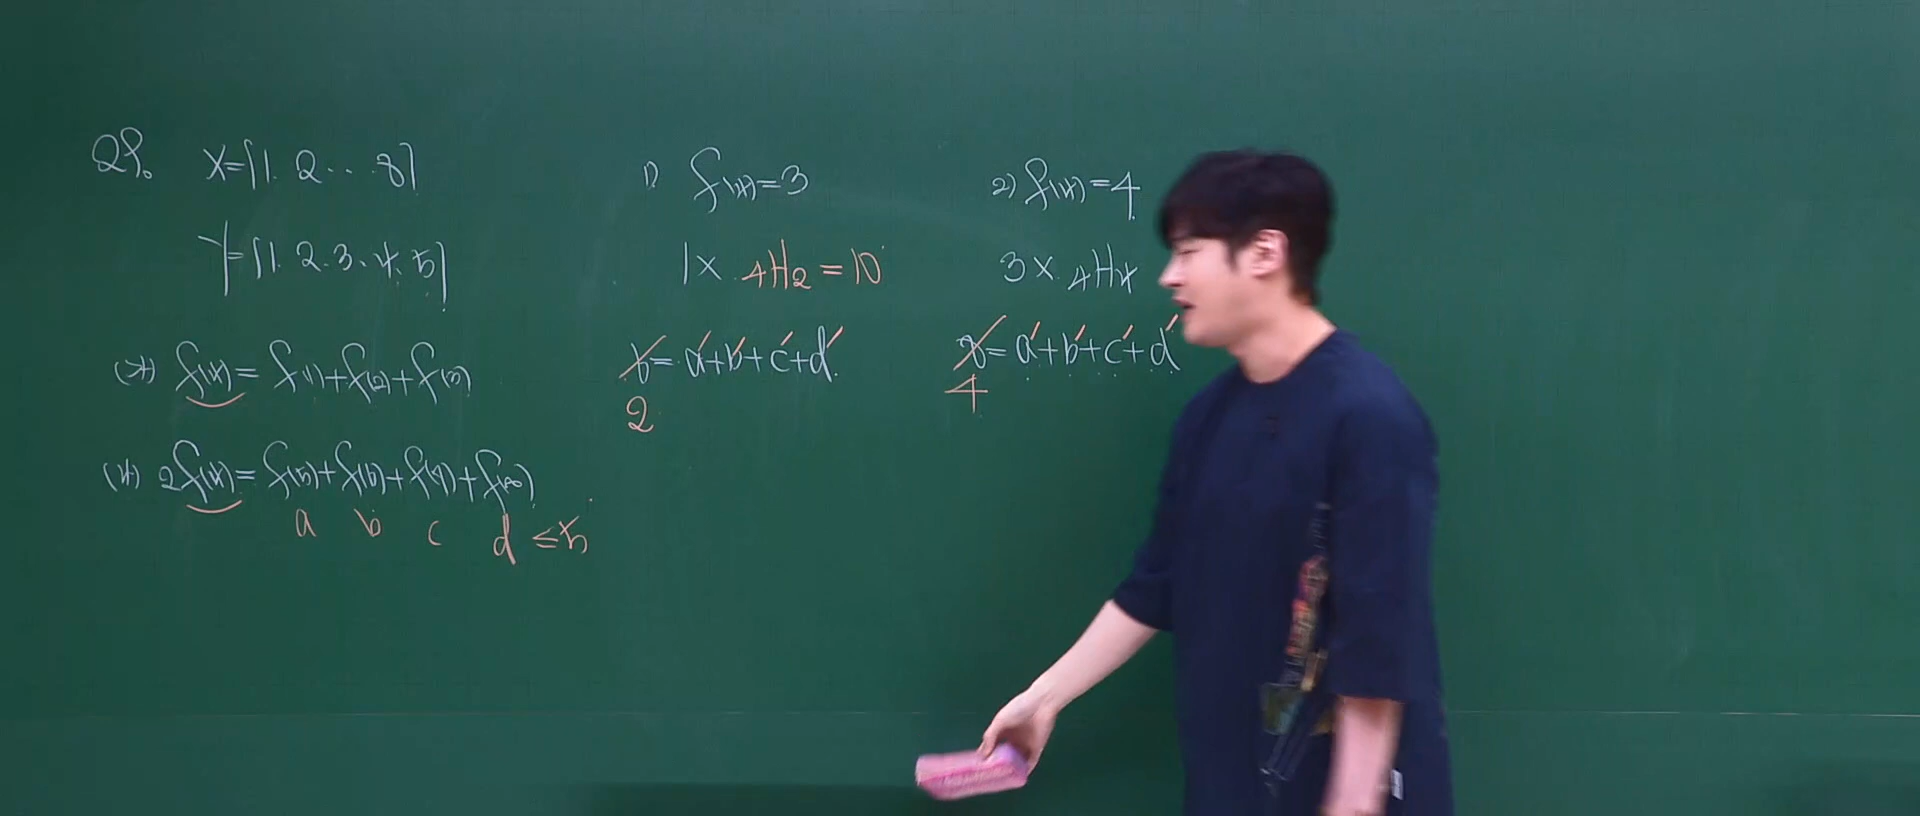 28. X={1. 2 ... 8}
Y={1. 2. 3. 4. 5}
(가) f(4)= f(1)+f(2)+f(3)
(나) 2f(4)= f(5)+f(6)+f(7)+f(8)
a b c d ≤5
1) f(4)=3
1× 4H2 = 10
6= a'+b'+c'+d'
2
2) f(4)=4
3× 4H4
8= a'+b'+c'+d'
4